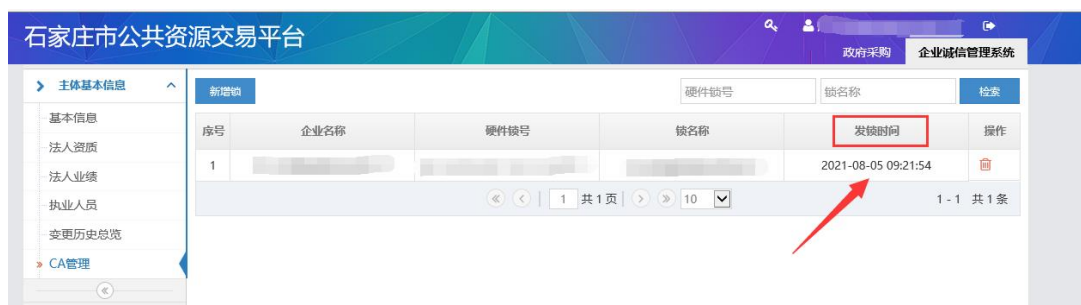 石家庄市公共资源交易平台
政府采购 企业诚信管理系统
主体基本信息
基本信息
法人资质
法人业绩
执业人员
变更历史总览
CA管理
新增锁 硬件锁号 锁名称 检索
序号 企业名称 硬件锁号 锁名称 发锁时间 操作
1 2021-08-05 09:21:54
1 共1页 10 1-1 共1条